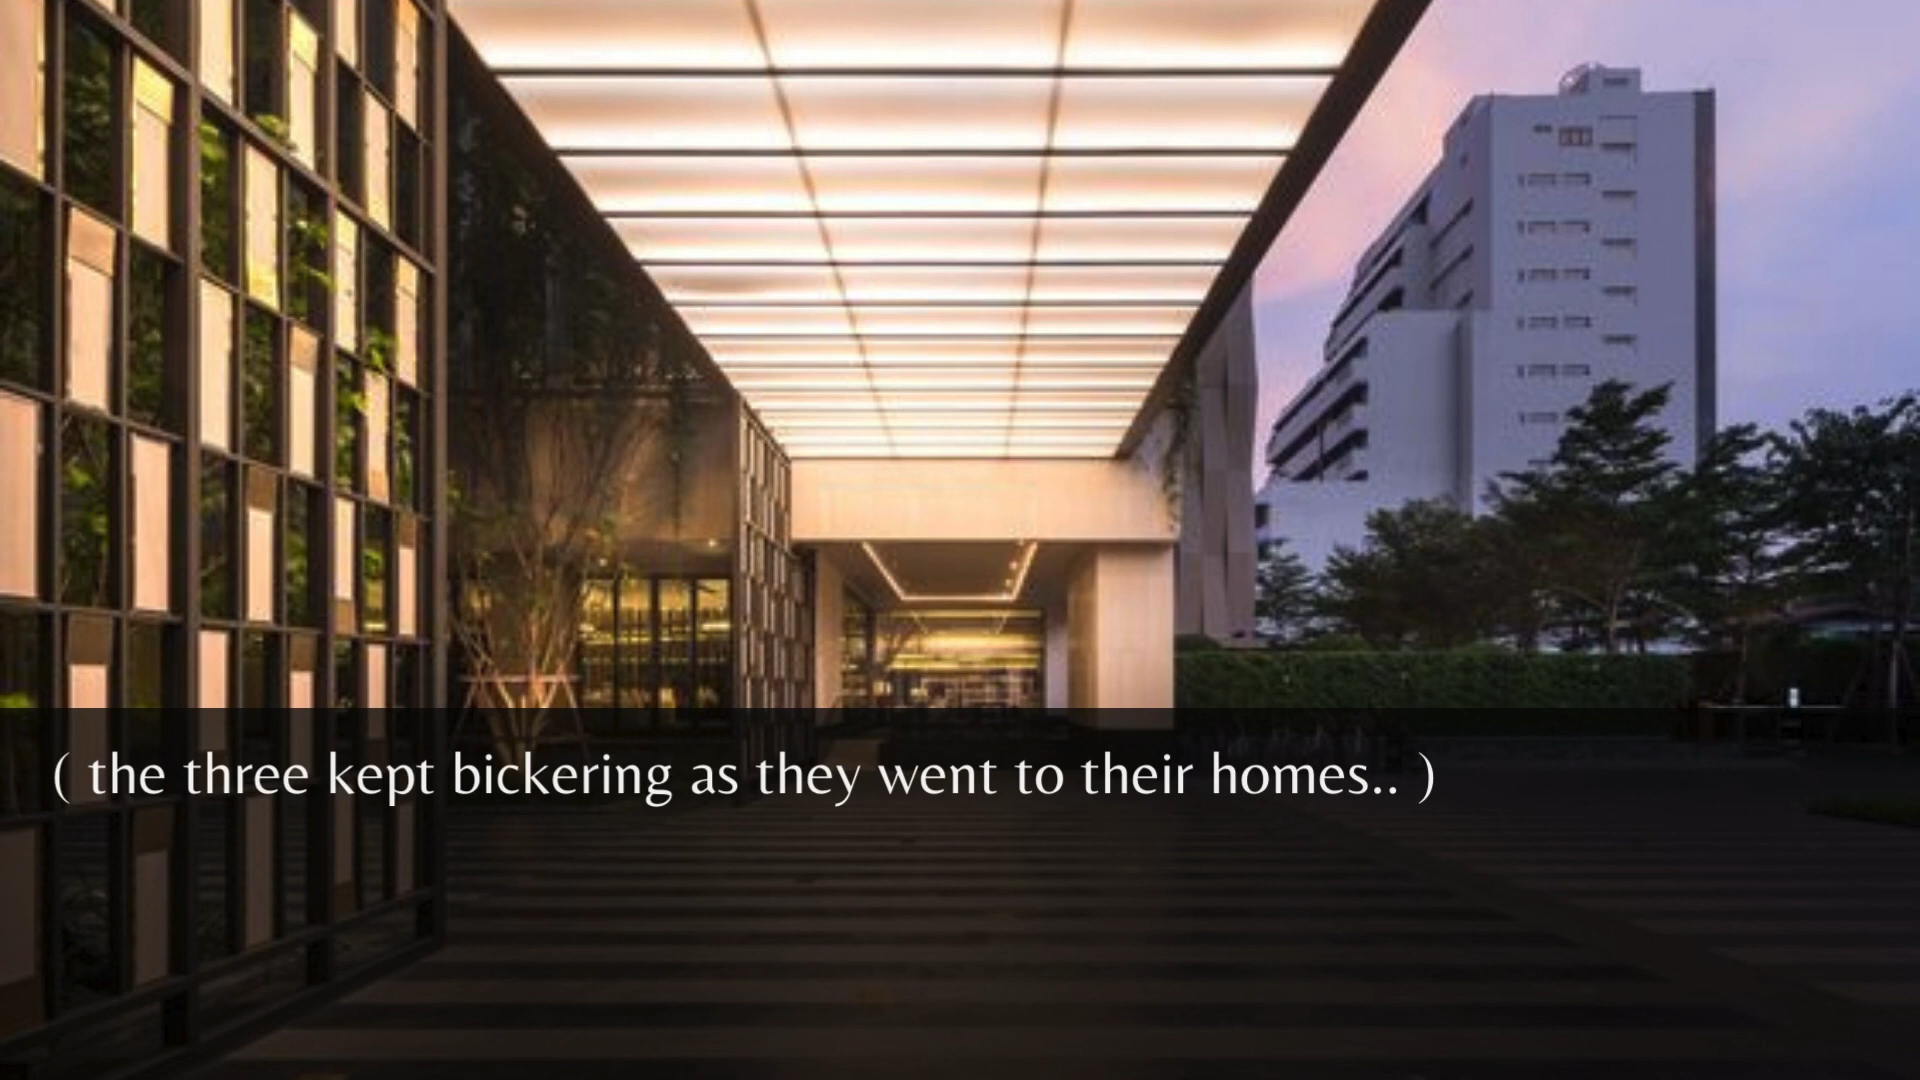 ( the three kept bickering as they went to their homes.. )